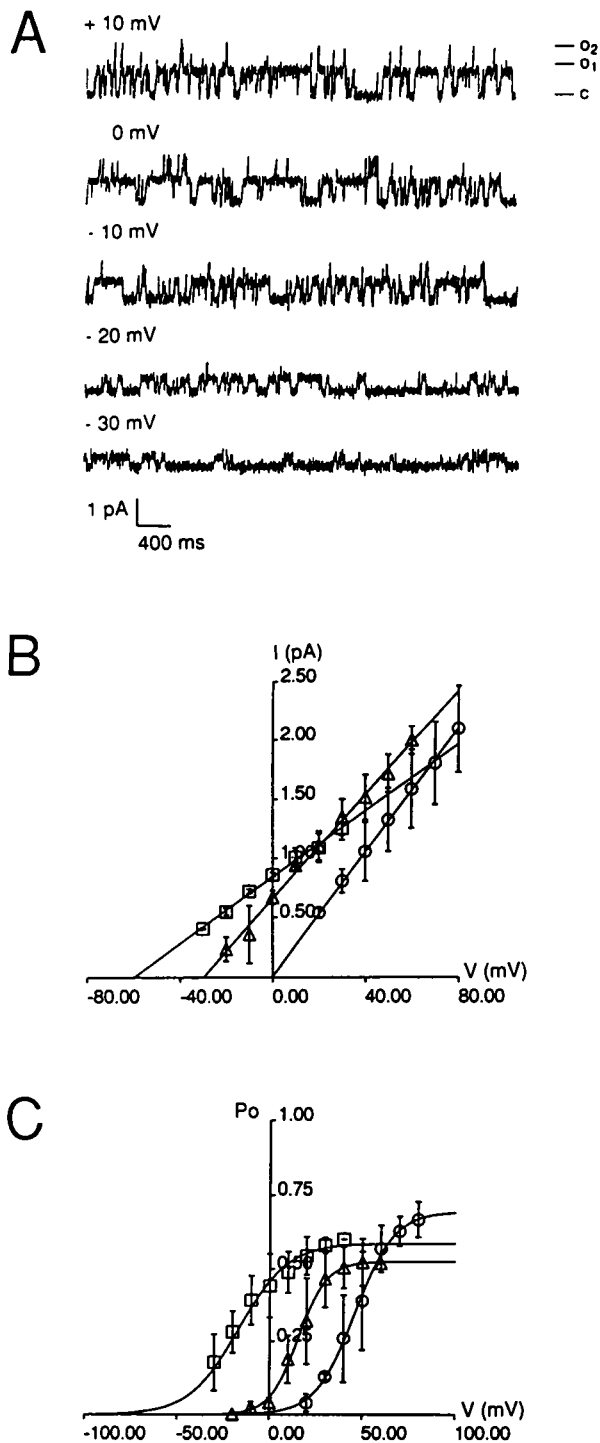 A
+ 10 mV
O2
O1
C
0 mV
- 10 mV
- 20 mV
- 30 mV
1 pA
400 ms
B
I (pA)
2.50
2.00
1.50
1.00
0.50
V (mV)
-80.00 -40.00 0.00 40.00 80.00
C
Po
1.00
0.75
0.50
0.25
V (mV)
-100.00 -50.00 0.00 50.00 100.00